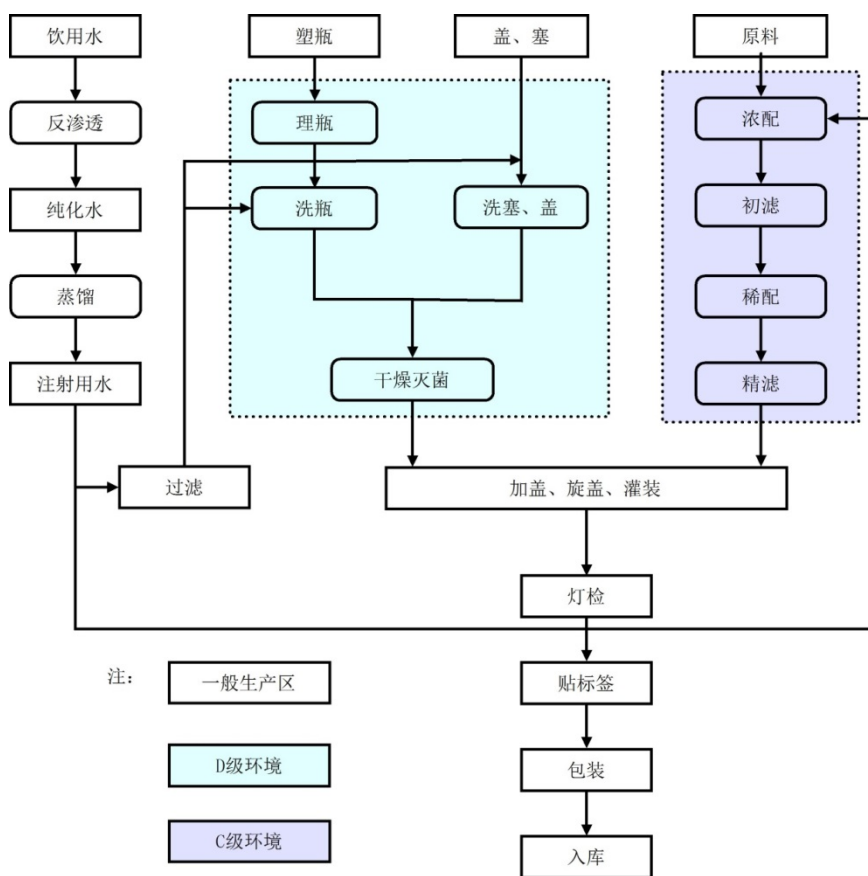 饮用水
塑瓶
盖、塞
原料
反渗透
理瓶
浓配
纯化水
洗瓶
洗塞、盖
初滤
蒸馏
稀配
注射用水
干燥灭菌
精滤
过滤
加盖、旋盖、灌装
灯检
注：
一般生产区
贴标签
D级环境
包装
C级环境
入库